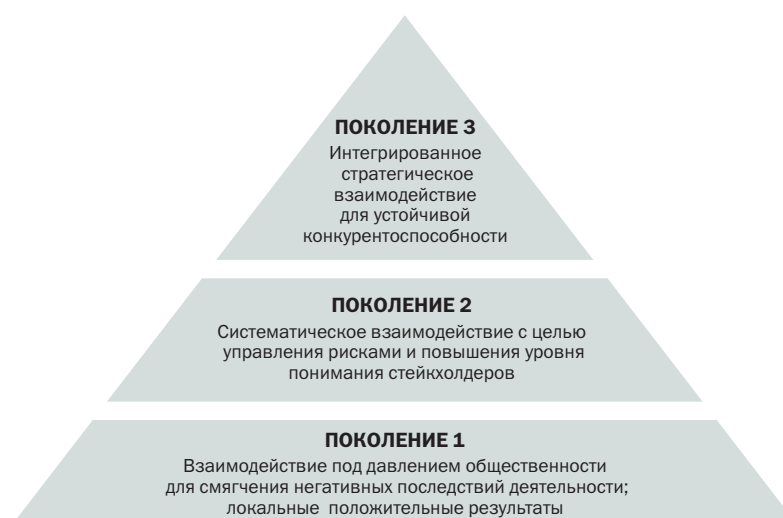 ПОКОЛЕНИЕ 3
Интегрированное
стратегическое
взаимодействие
для устойчивой
конкурентоспособности
ПОКОЛЕНИЕ 2
Систематическое взаимодействие с целью
управления рисками и повышения уровня
понимания стейкхолдеров
ПОКОЛЕНИЕ 1
Взаимодействие под давлением общественности
для смягчения негативных последствий деятельности;
локальные положительные результаты